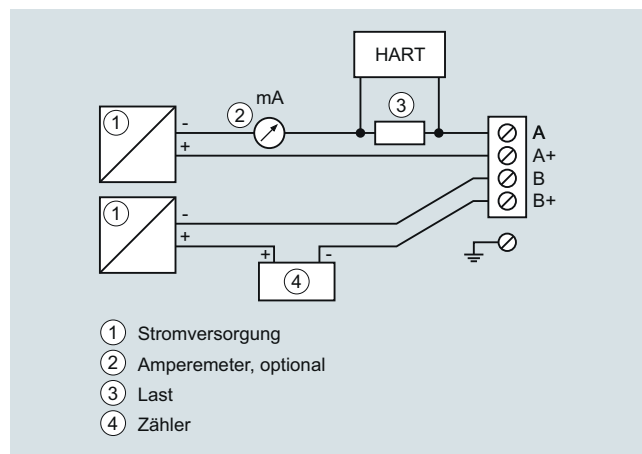 HART
mA
2
3
1
-
+
A
A+
B
B+
1
-
+
+
-
4
1 Stromversorgung
2 Amperemeter, optional
3 Last
4 Zähler